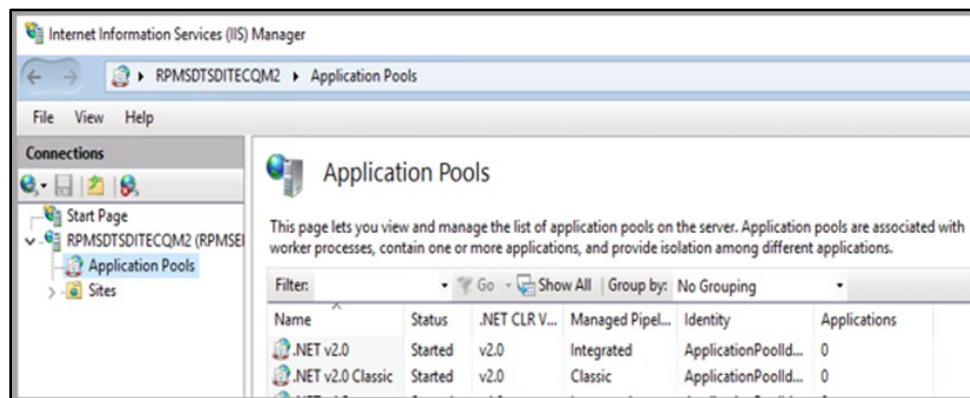 Internet Information Services (IIS) Manager
RPMSDTSDITECQM2 Application Pools
File View Help
Connections
Start Page
RPMSDTSDITECQM2 (RPMSEI
Application Pools
Sites
Application Pools
This page lets you view and manage the list of application pools on the server. Application pools are associated with
worker processes, contain one or more applications, and provide isolation among different applications.
Filter: Go Show All Group by: No Grouping
Name Status .NET CLR V... Managed Pipel... Identity Applications
.NET v2.0 Started v2.0 Integrated ApplicationPoolId... 0
.NET v2.0 Classic Started v2.0 Classic ApplicationPoolId... 0